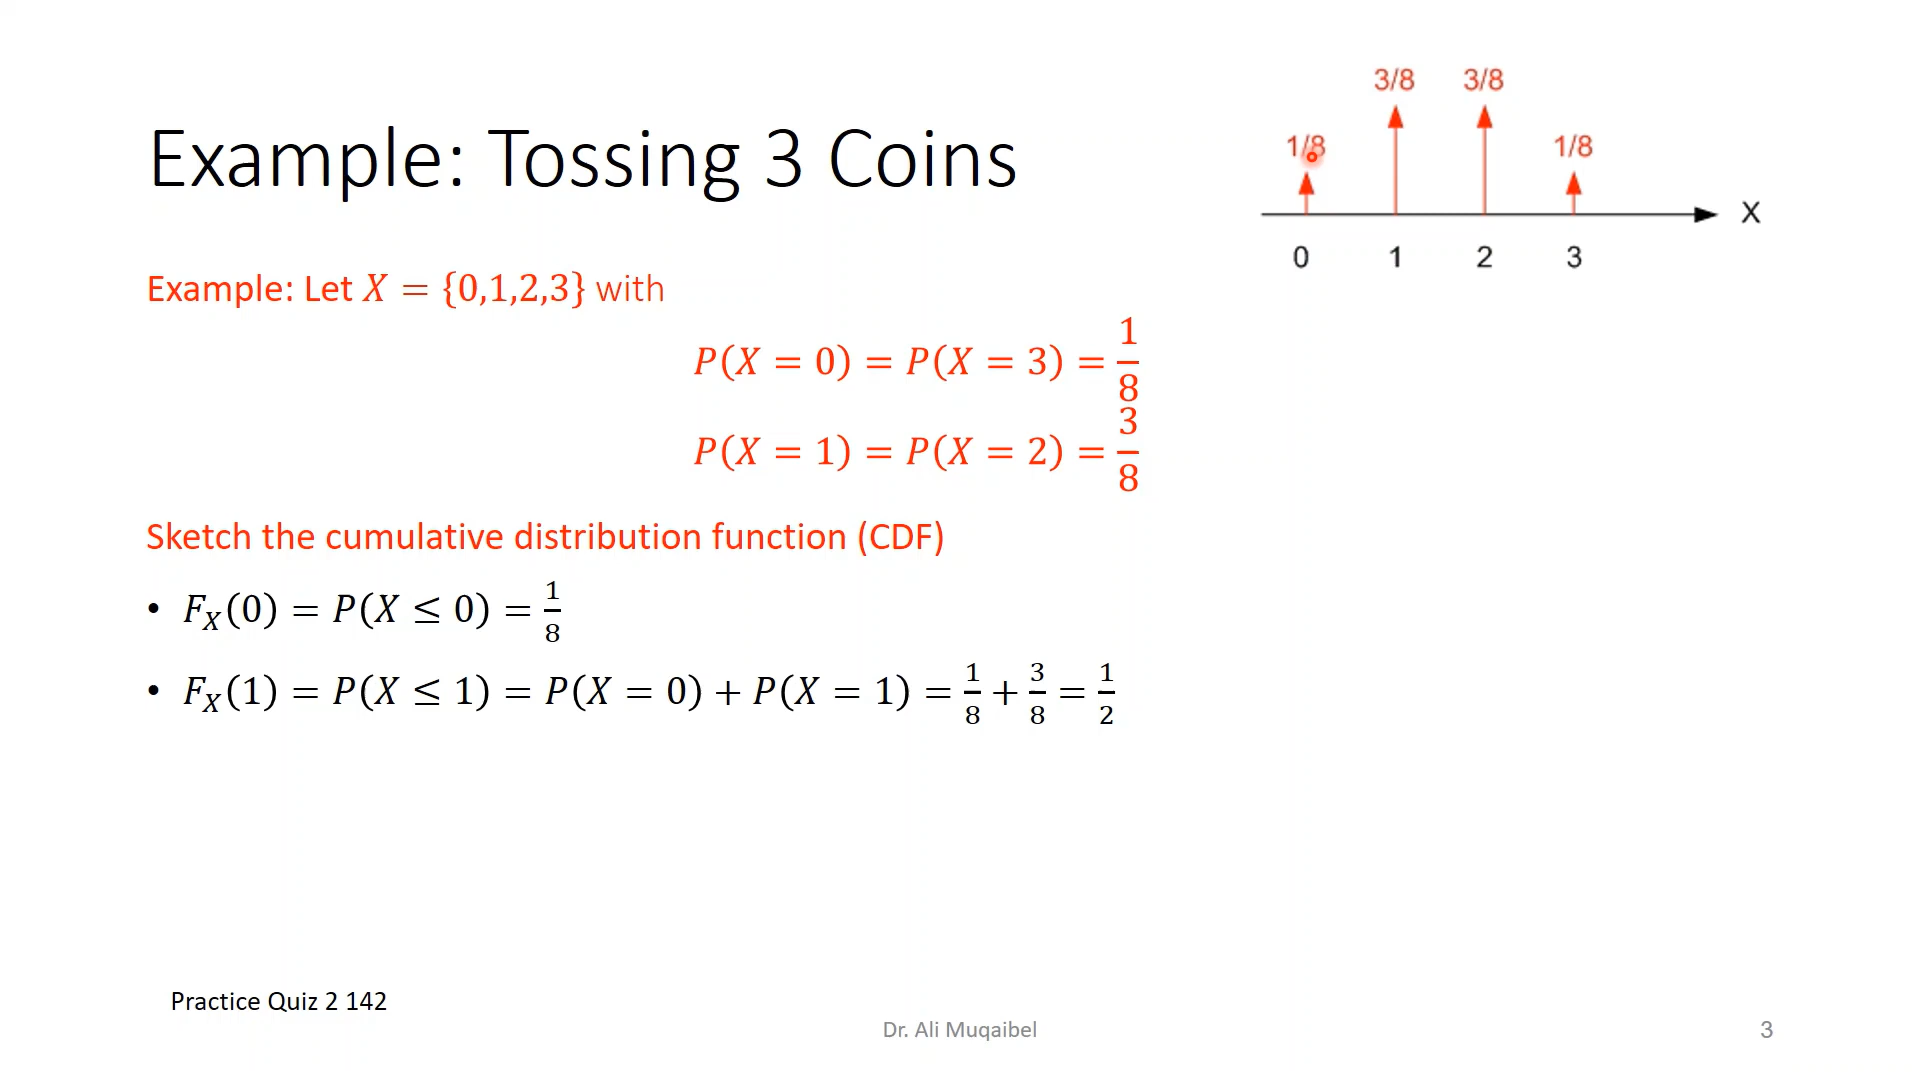 3/8 3/8
1/8 1/8
X
0 1 2 3
Example: Tossing 3 Coins
Example: Let X = {0,1,2,3} with
P(X = 0) = P(X = 3) = 1/8
P(X = 1) = P(X = 2) = 3/8
Sketch the cumulative distribution function (CDF)
• F_X(0) = P(X ≤ 0) = 1/8
• F_X(1) = P(X ≤ 1) = P(X = 0) + P(X = 1) = 1/8 + 3/8 = 1/2
Practice Quiz 2 142
Dr. Ali Muqaibel
3